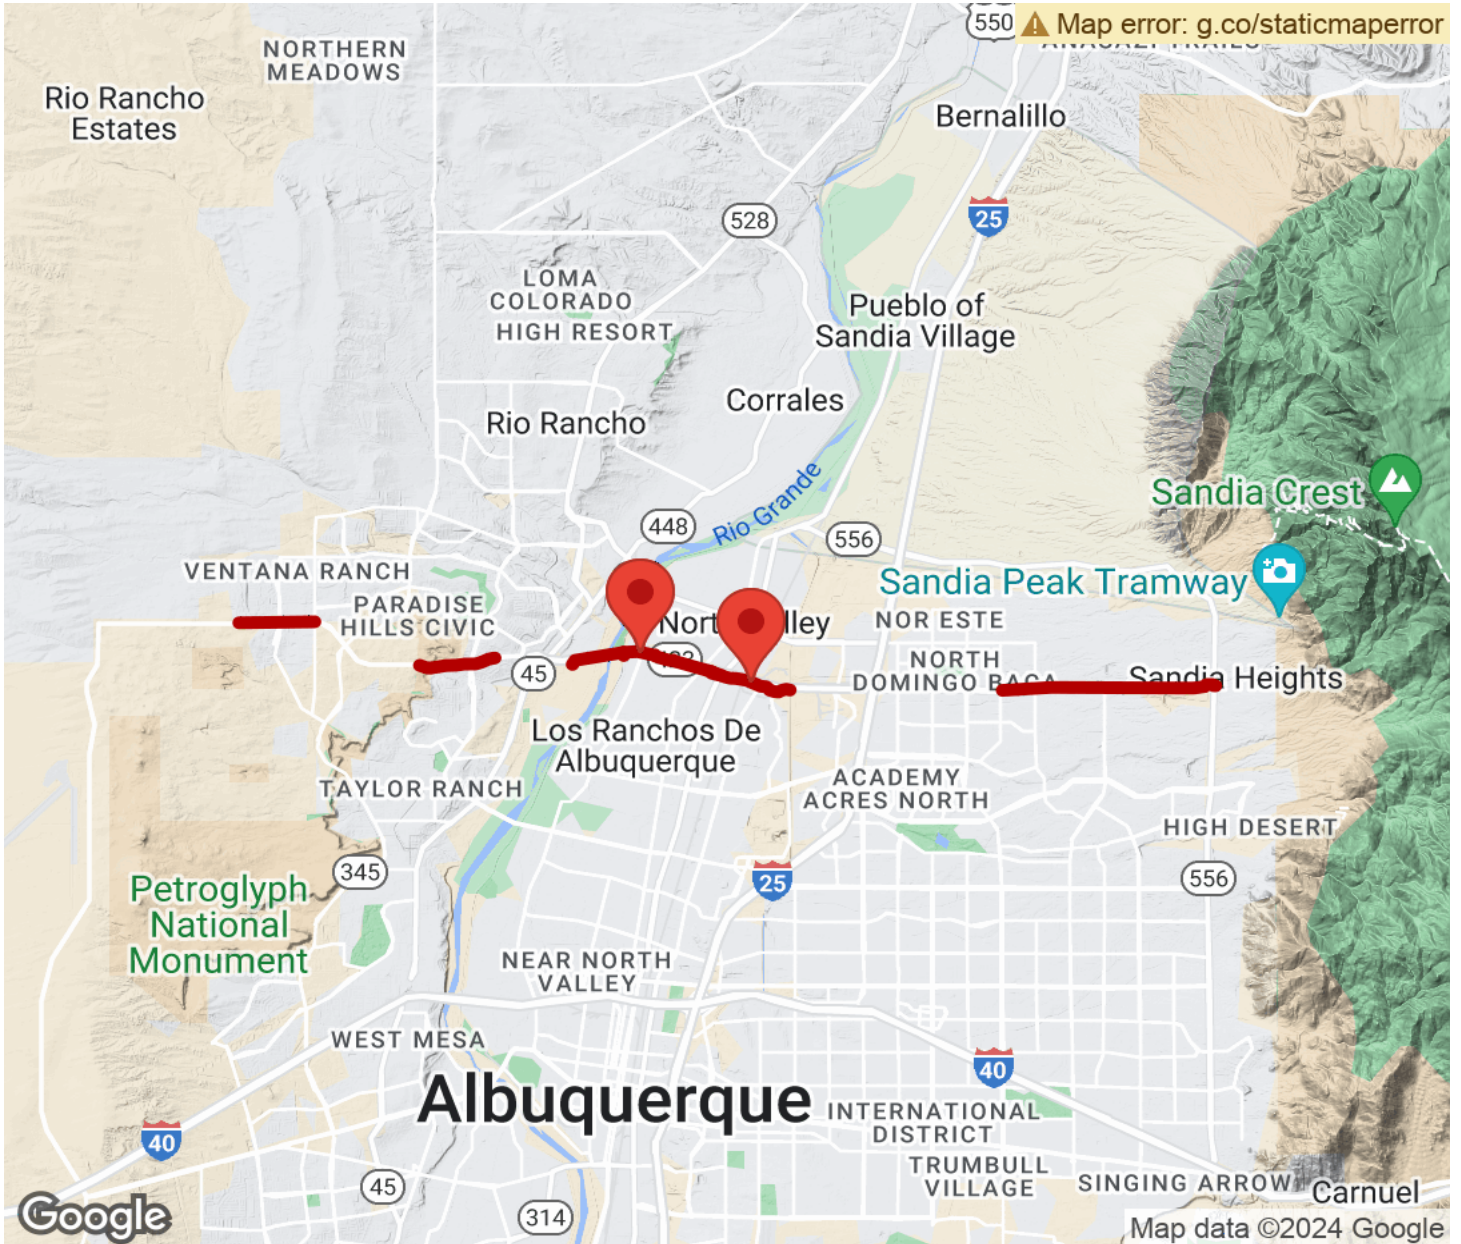 550
Map error: g.co/staticmaperror
NORTHERN
MEADOWS
Rio Rancho
Estates
Bernalillo
528
25
LOMA
COLORADO
HIGH RESORT
Pueblo of
Sandia Village
Corrales
Rio Rancho
Rio Grande
448
556
Sandia Crest
VENTANA RANCH
Sandia Peak Tramway
PARADISE
HILLS CIVIC
NOR ESTE
NORTH
DOMINGO BACA
45
Sandia Heights
Los Ranchos De
Albuquerque
TAYLOR RANCH
ACADEMY
ACRES NORTH
HIGH DESERT
345
25
556
Petroglyph
National
Monument
NEAR NORTH
VALLEY
WEST MESA
40
Albuquerque
INTERNATIONAL
DISTRICT
40
TRUMBULL
VILLAGE
SINGING ARROW
Carnuel
45
314
Google
Map data ©2024 Google